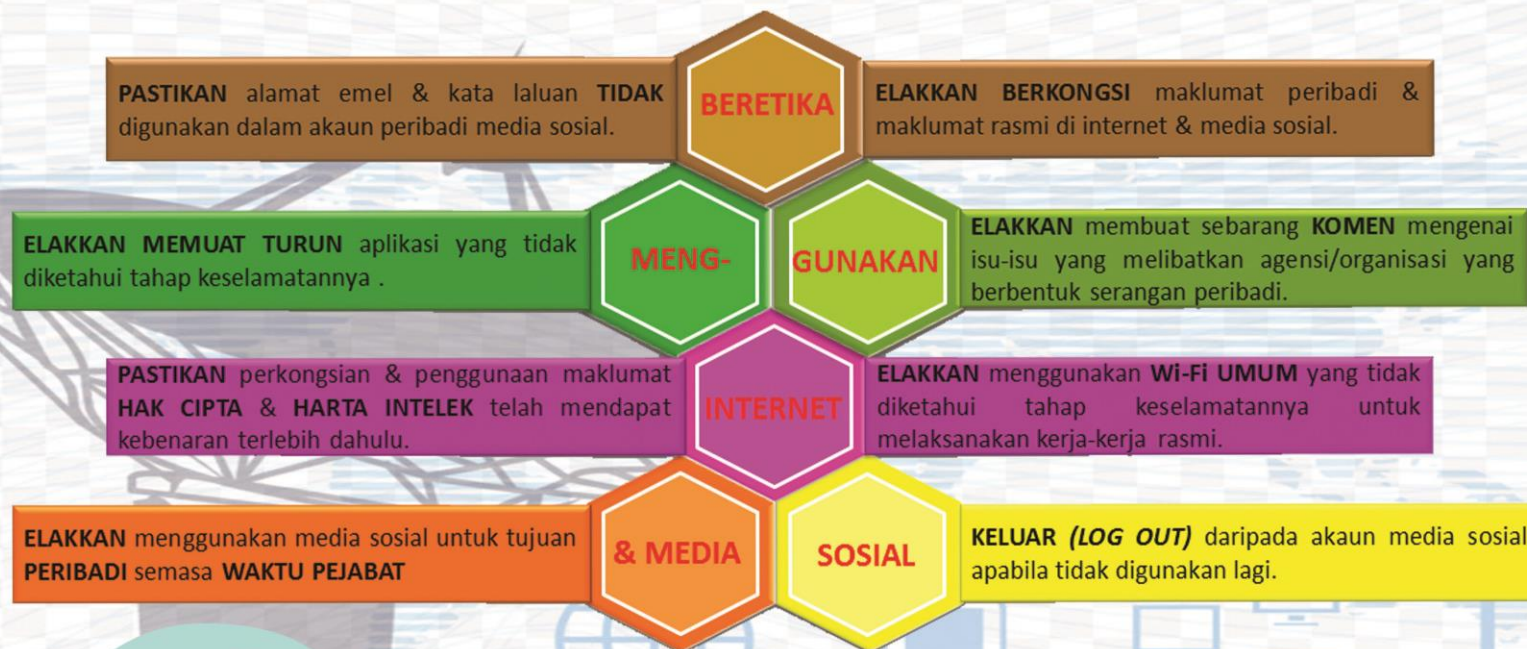 PASTIKAN alamat emel & kata laluan TIDAK
digunakan dalam akaun peribadi media sosial.
BERETIKA
ELAKKAN BERKONGSI maklumat peribadi &
maklumat rasmi di internet & media sosial.
ELAKKAN MEMUAT TURUN aplikasi yang tidak
diketahui tahap keselamatannya .
MENG-
GUNAKAN
ELAKKAN membuat sebarang KOMEN mengenai
isu-isu yang melibatkan agensi/organisasi yang
berbentuk serangan peribadi.
PASTIKAN perkongsian & penggunaan maklumat
HAK CIPTA & HARTA INTELEK telah mendapat
kebenaran terlebih dahulu.
INTERNET
ELAKKAN menggunakan Wi-Fi UMUM yang tidak
diketahui tahap keselamatannya untuk
melaksanakan kerja-kerja rasmi.
ELAKKAN menggunakan media sosial untuk tujuan
PERIBADI semasa WAKTU PEJABAT
& MEDIA
SOSIAL
KELUAR (LOG OUT) daripada akaun media sosial
apabila tidak digunakan lagi.